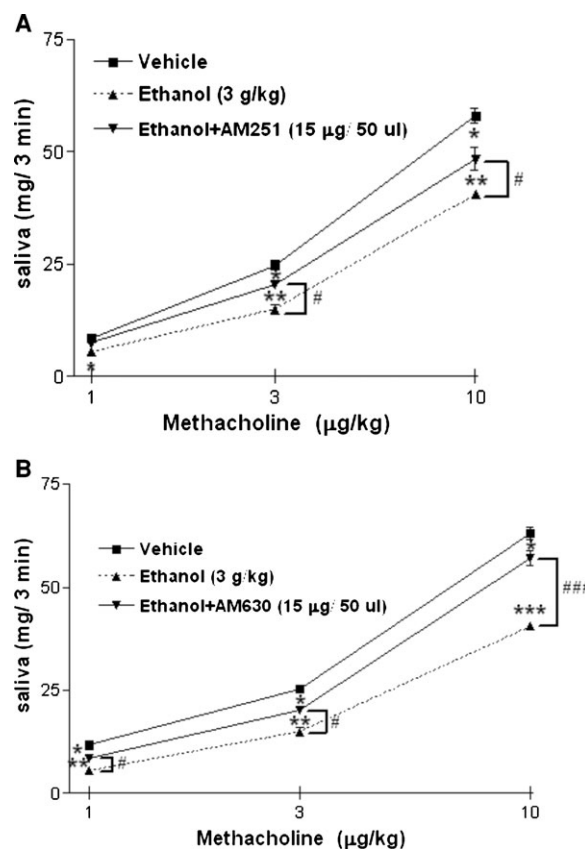 A
75
Vehicle
Ethanol (3 g/kg)
Ethanol+AM251 (15 µg/ 50 ul)
50
25
0
saliva (mg/ 3 min)
*
**
#
*
**
#
*
1
3
10
Methacholine (µg/kg)
B
75
Vehicle
Ethanol (3 g/kg)
Ethanol+AM630 (15 µg/ 50 ul)
50
25
0
saliva (mg/ 3 min)
*
###
***
*
**
#
*
**
#
1
3
10
Methacholine (µg/kg)